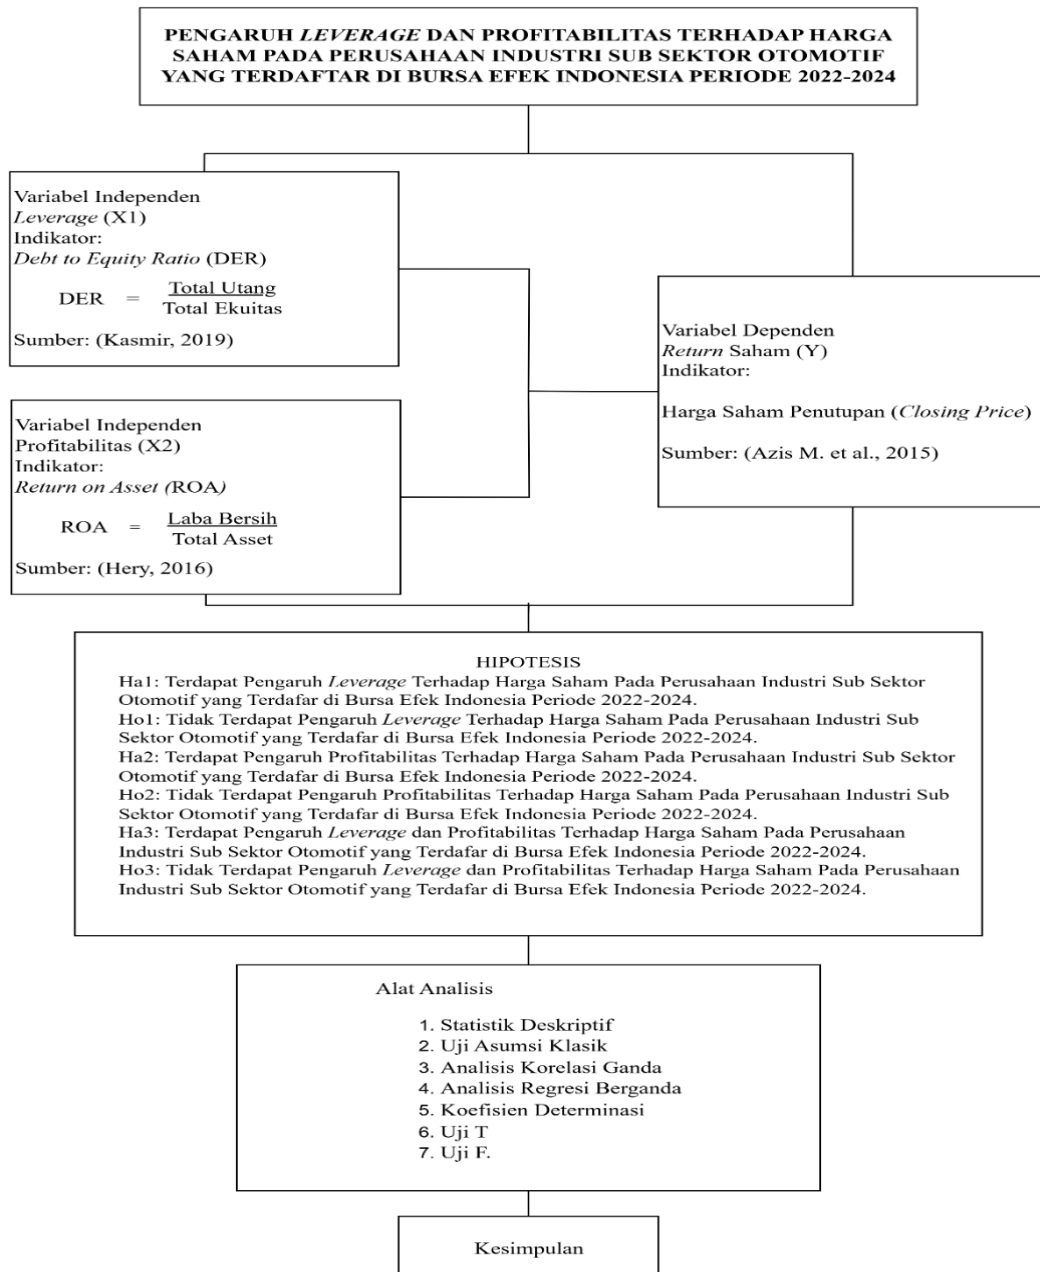 PENGARUH LEVERAGE DAN PROFITABILITAS TERHADAP HARGA
SAHAM PADA PERUSAHAAN INDUSTRI SUB SEKTOR OTOMOTIF
YANG TERDAFTAR DI BURSA EFEK INDONESIA PERIODE 2022-2024
Variabel Independen
Leverage (X1)
Indikator:
Debt to Equity Ratio (DER)
DER = Total Utang
Total Ekuitas
Sumber: (Kasmir, 2019)
Variabel Independen
Profitabilitas (X2)
Indikator:
Return on Asset (ROA)
ROA = Laba Bersih
Total Asset
Sumber: (Hery, 2016)
Variabel Dependen
Return Saham (Y)
Indikator:
Harga Saham Penutupan (Closing Price)
Sumber: (Azis M. et al., 2015)
HIPOTESIS
Ha1: Terdapat Pengaruh Leverage Terhadap Harga Saham Pada Perusahaan Industri Sub Sektor
Otomotif yang Terdafar di Bursa Efek Indonesia Periode 2022-2024.
Ho1: Tidak Terdapat Pengaruh Leverage Terhadap Harga Saham Pada Perusahaan Industri Sub
Sektor Otomotif yang Terdafar di Bursa Efek Indonesia Periode 2022-2024.
Ha2: Terdapat Pengaruh Profitabilitas Terhadap Harga Saham Pada Perusahaan Industri Sub Sektor
Otomotif yang Terdafar di Bursa Efek Indonesia Periode 2022-2024.
Ho2: Tidak Terdapat Pengaruh Profitabilitas Terhadap Harga Saham Pada Perusahaan Industri Sub
Sektor Otomotif yang Terdafar di Bursa Efek Indonesia Periode 2022-2024.
Ha3: Terdapat Pengaruh Leverage dan Profitabilitas Terhadap Harga Saham Pada Perusahaan
Industri Sub Sektor Otomotif yang Terdafar di Bursa Efek Indonesia Periode 2022-2024.
Ho3: Tidak Terdapat Pengaruh Leverage dan Profitabilitas Terhadap Harga Saham Pada Perusahaan
Industri Sub Sektor Otomotif yang Terdafar di Bursa Efek Indonesia Periode 2022-2024.
Alat Analisis
1. Statistik Deskriptif
2. Uji Asumsi Klasik
3. Analisis Korelasi Ganda
4. Analisis Regresi Berganda
5. Koefisien Determinasi
6. Uji T
7. Uji F.
Kesimpulan